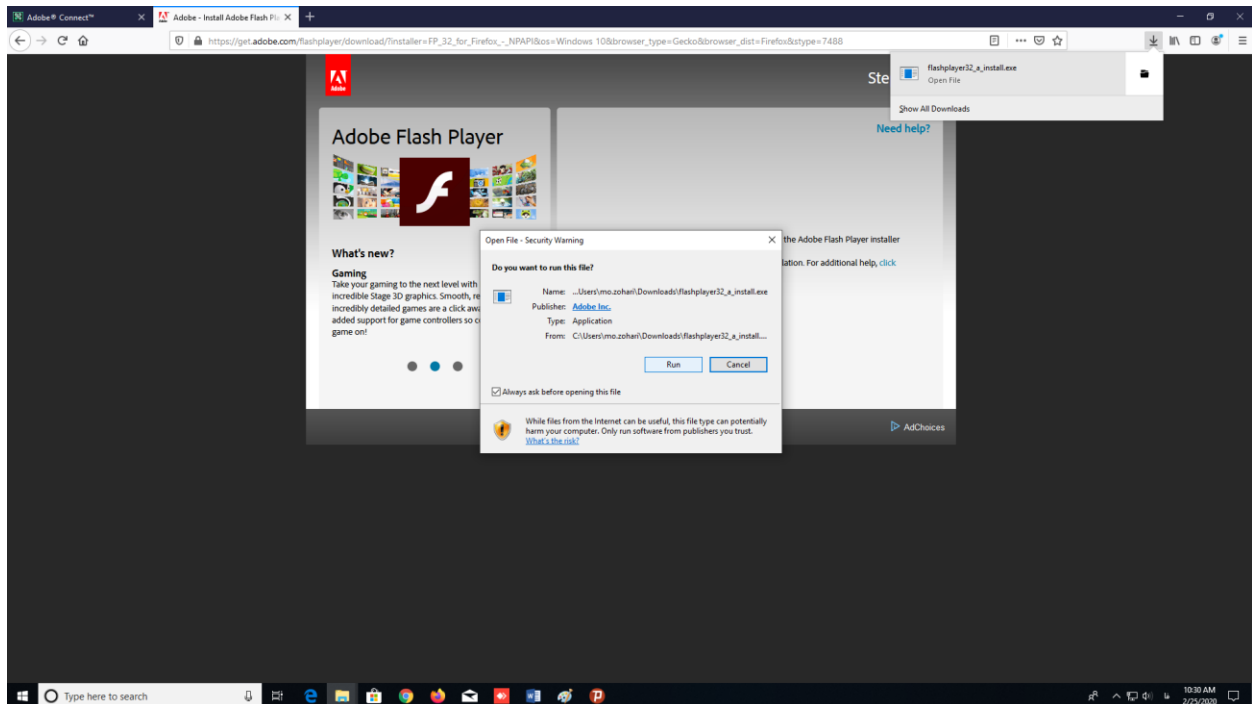 Adobe® Connect™
Adobe - Install Adobe Flash Pl
https://get.adobe.com/flashplayer/download/?installer=FP_32_for_Firefox_-_NPAPI&os=Windows 10&browser_type=Gecko&browser_dist=Firefox&stype=7488
flashplayer32_a_install.exe
Open File
Show All Downloads
Adobe
Ste
Need help?
Adobe Flash Player
What's new?
Gaming
Take your gaming to the next level with
incredible Stage 3D graphics. Smooth, re
incredibly detailed games are a click awa
added support for game controllers so c
game on!
the Adobe Flash Player installer
lation. For additional help, click
Open File - Security Warning
Do you want to run this file?
Name: ...Users\mo.zohari\Downloads\flashplayer32_a_install.exe
Publisher: Adobe Inc.
Type: Application
From: C:\Users\mo.zohari\Downloads\flashplayer32_a_install....
Run
Cancel
Always ask before opening this file
While files from the Internet can be useful, this file type can potentially
harm your computer. Only run software from publishers you trust.
What's the risk?
AdChoices
Type here to search
10:30 AM
2/25/2020